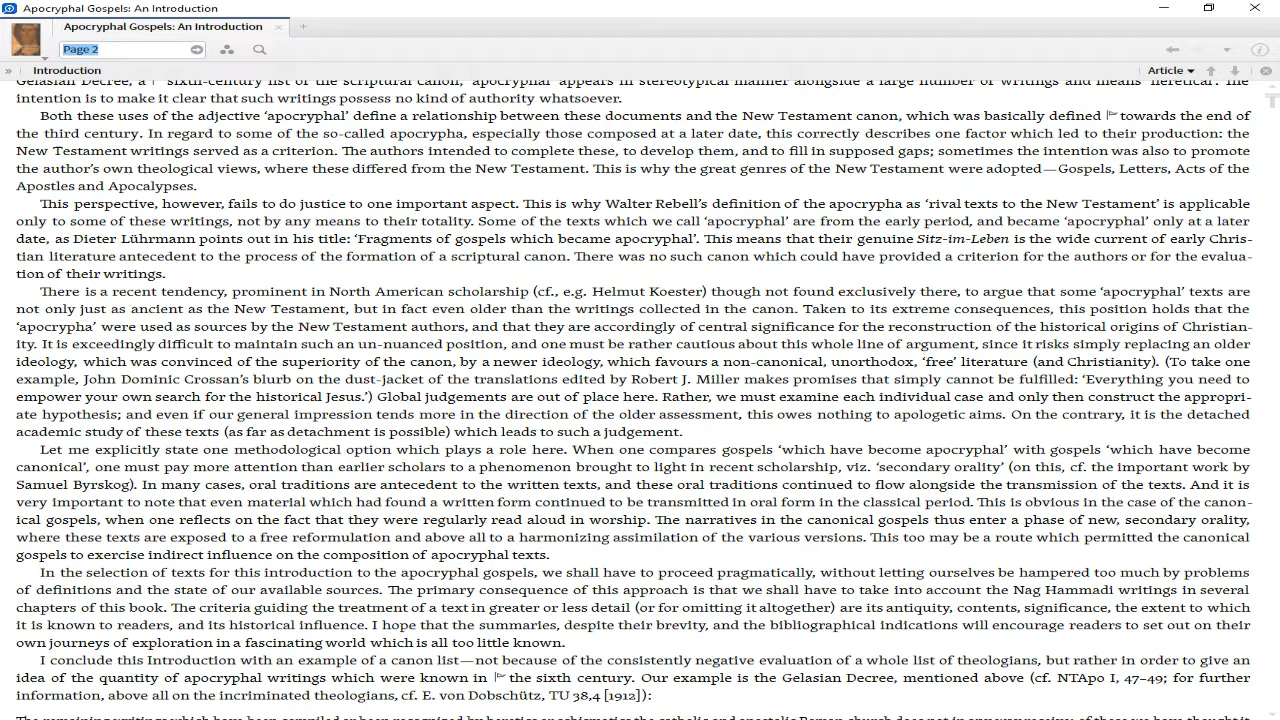 Apocryphal Gospels: An Introduction
Apocryphal Gospels: An Introduction
Page 2
Introduction
Article
Gelasian Decree, a sixth-century list of the scriptural canon, 'apocryphal' appears in stereotypical manner alongside a large number of writings and means 'heretical'. The
intention is to make it clear that such writings possess no kind of authority whatsoever.
Both these uses of the adjective ‘apocryphal’ define a relationship between these documents and the New Testament canon, which was basically defined towards the end of
the third century. In regard to some of the so-called apocrypha, especially those composed at a later date, this correctly describes one factor which led to their production: the
New Testament writings served as a criterion. The authors intended to complete these, to develop them, and to fill in supposed gaps; sometimes the intention was also to promote
the author’s own theological views, where these differed from the New Testament. This is why the great genres of the New Testament were adopted—Gospels, Letters, Acts of the
Apostles and Apocalypses.
This perspective, however, fails to do justice to one important aspect. This is why Walter Rebell’s definition of the apocrypha as ‘rival texts to the New Testament’ is applicable
only to some of these writings, not by any means to their totality. Some of the texts which we call ‘apocryphal’ are from the early period, and became ‘apocryphal’ only at a later
date, as Dieter Lührmann points out in his title: ‘Fragments of gospels which became apocryphal’. This means that their genuine Sitz-im-Leben is the wide current of early Chris-
tian literature antecedent to the process of the formation of a scriptural canon. There was no such canon which could have provided a criterion for the authors or for the evalua-
tion of their writings.
There is a recent tendency, prominent in North American scholarship (cf., e.g. Helmut Koester) though not found exclusively there, to argue that some ‘apocryphal’ texts are
not only just as ancient as the New Testament, but in fact even older than the writings collected in the canon. Taken to its extreme consequences, this position holds that the
‘apocrypha’ were used as sources by the New Testament authors, and that they are accordingly of central significance for the reconstruction of the historical origins of Christian-
ity. It is exceedingly difficult to maintain such an un-nuanced position, and one must be rather cautious about this whole line of argument, since it risks simply replacing an older
ideology, which was convinced of the superiority of the canon, by a newer ideology, which favours a non-canonical, unorthodox, ‘free’ literature (and Christianity). (To take one
example, John Dominic Crossan’s blurb on the dust-jacket of the translations edited by Robert J. Miller makes promises that simply cannot be fulfilled: ‘Everything you need to
empower your own search for the historical Jesus.’) Global judgements are out of place here. Rather, we must examine each individual case and only then construct the appropri-
ate hypothesis; and even if our general impression tends more in the direction of the older assessment, this owes nothing to apologetic aims. On the contrary, it is the detached
academic study of these texts (as far as detachment is possible) which leads to such a judgement.
Let me explicitly state one methodological option which plays a role here. When one compares gospels ‘which have become apocryphal’ with gospels ‘which have become
canonical’, one must pay more attention than earlier scholars to a phenomenon brought to light in recent scholarship, viz. ‘secondary orality’ (on this, cf. the important work by
Samuel Byrskog). In many cases, oral traditions are antecedent to the written texts, and these oral traditions continued to flow alongside the transmission of the texts. And it is
very important to note that even material which had found a written form continued to be transmitted in oral form in the classical period. This is obvious in the case of the canon-
ical gospels, when one reflects on the fact that they were regularly read aloud in worship. The narratives in the canonical gospels thus enter a phase of new, secondary orality,
where these texts are exposed to a free reformulation and above all to a harmonizing assimilation of the various versions. This too may be a route which permitted the canonical
gospels to exercise indirect influence on the composition of apocryphal texts.
In the selection of texts for this introduction to the apocryphal gospels, we shall have to proceed pragmatically, without letting ourselves be hampered too much by problems
of definitions and the state of our available sources. The primary consequence of this approach is that we shall have to take into account the Nag Hammadi writings in several
chapters of this book. The criteria guiding the treatment of a text in greater or less detail (or for omitting it altogether) are its antiquity, contents, significance, the extent to which
it is known to readers, and its historical influence. I hope that the summaries, despite their brevity, and the bibliographical indications will encourage readers to set out on their
own journeys of exploration in a fascinating world which is all too little known.
I conclude this Introduction with an example of a canon list—not because of the consistently negative evaluation of a whole list of theologians, but rather in order to give an
idea of the quantity of apocryphal writings which were known in the sixth century. Our example is the Gelasian Decree, mentioned above (cf. NTApo I, 47–49; for further
information, above all on the incriminated theologians, cf. E. von Dobschütz, TU 38,4 [1912]):